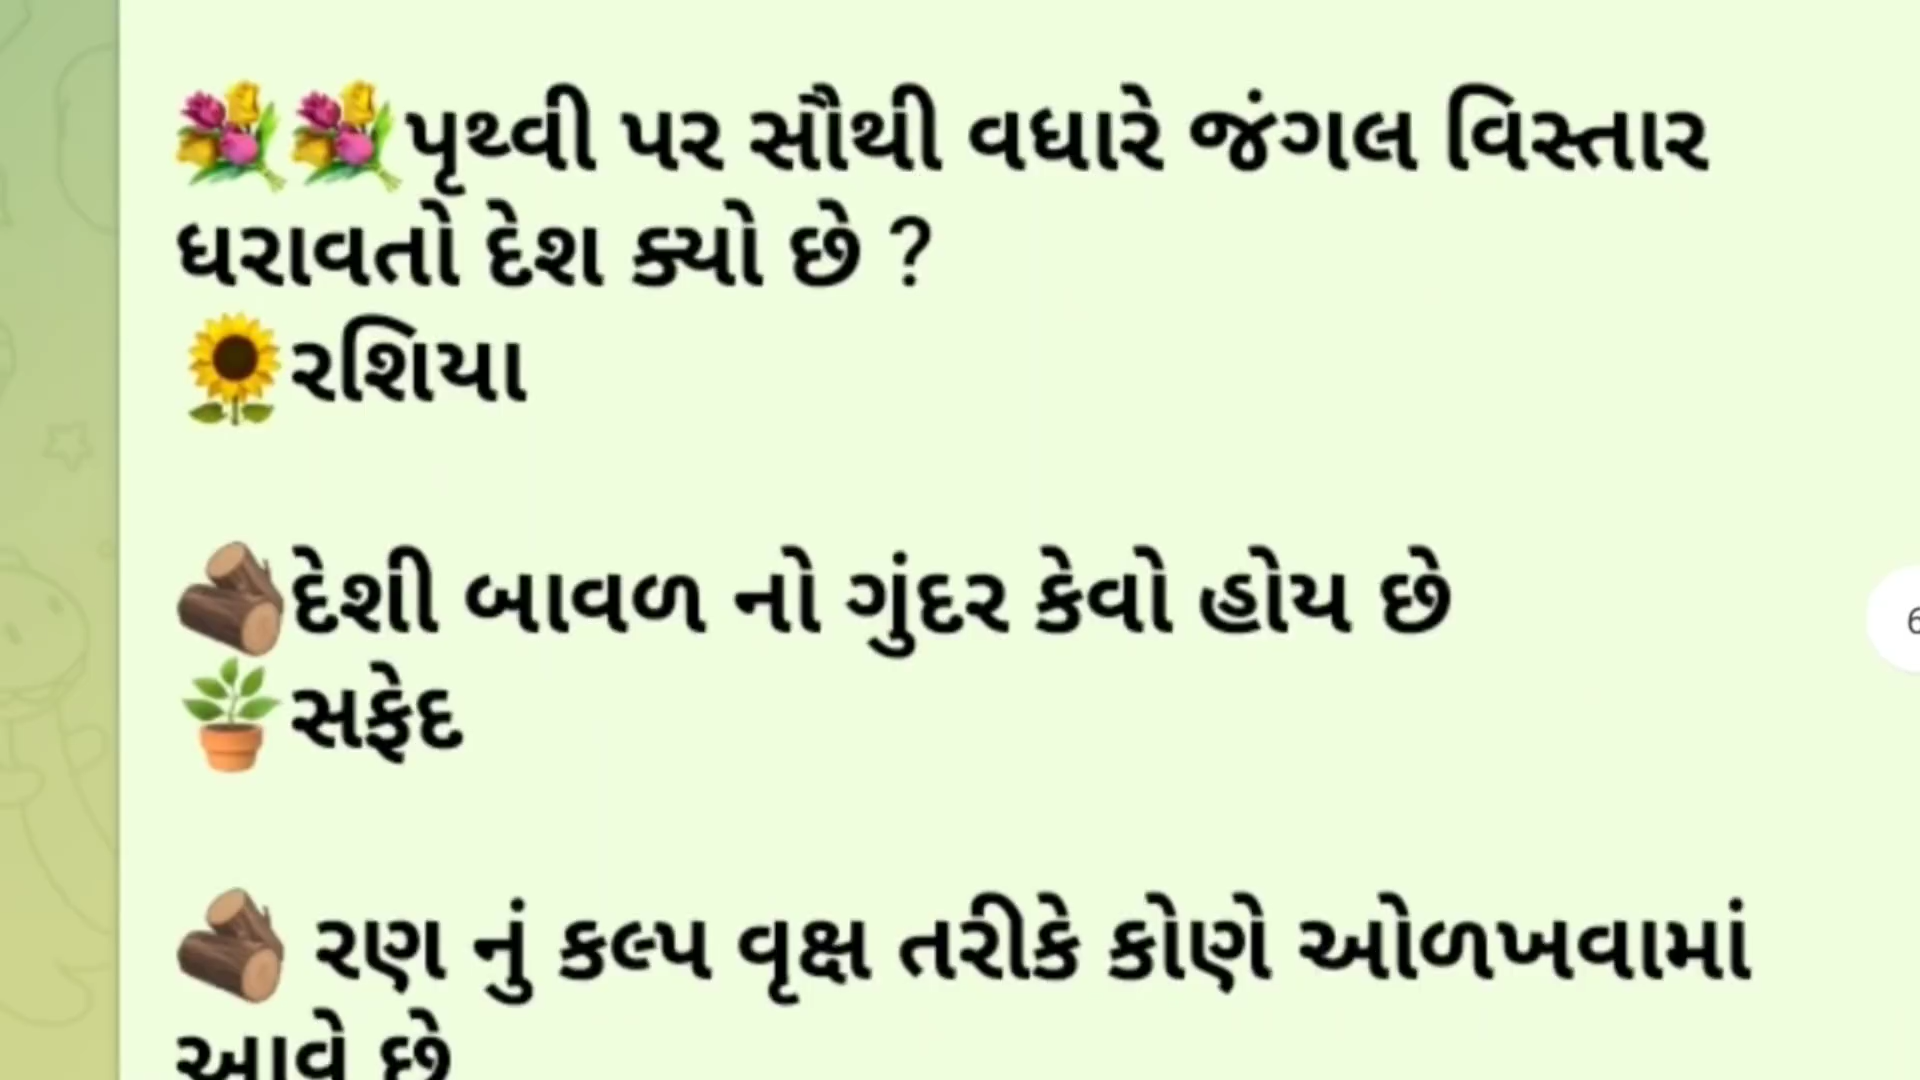 💐💐પૃથ્વી પર સૌથી વધારે જંગલ વિસ્તાર
ધરાવતો દેશ ક્યો છે ?
🌻રશિયા
🪵દેશી બાવળ નો ગુંદર કેવો હોય છે
🪴સફેદ
🪵 રણ નું કલ્પ વૃક્ષ તરીકે કોણે ઓળખવામાં
આવે છે